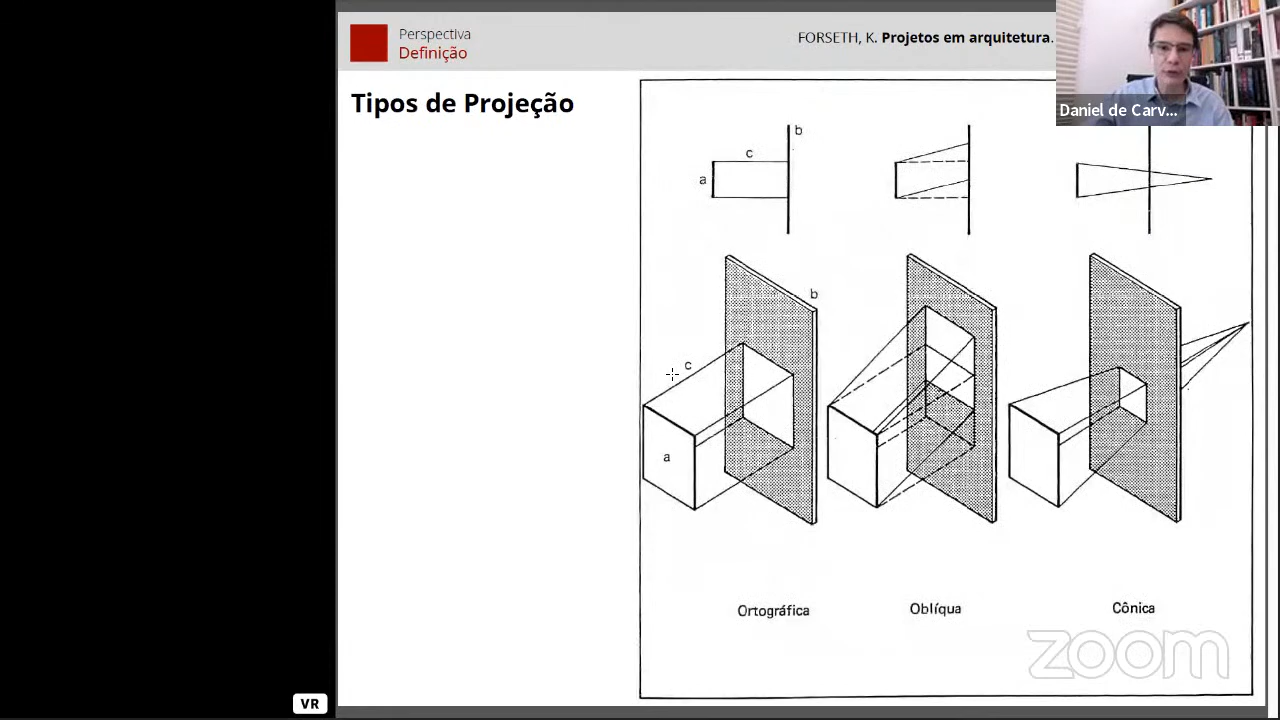 Perspectiva
Definição
FORSETH, K. Projetos em arquitetura.
Daniel de Carv...
Tipos de Projeção
b
c
a
b
c
a
Ortográfica
Oblíqua
Cônica
zoom
VR